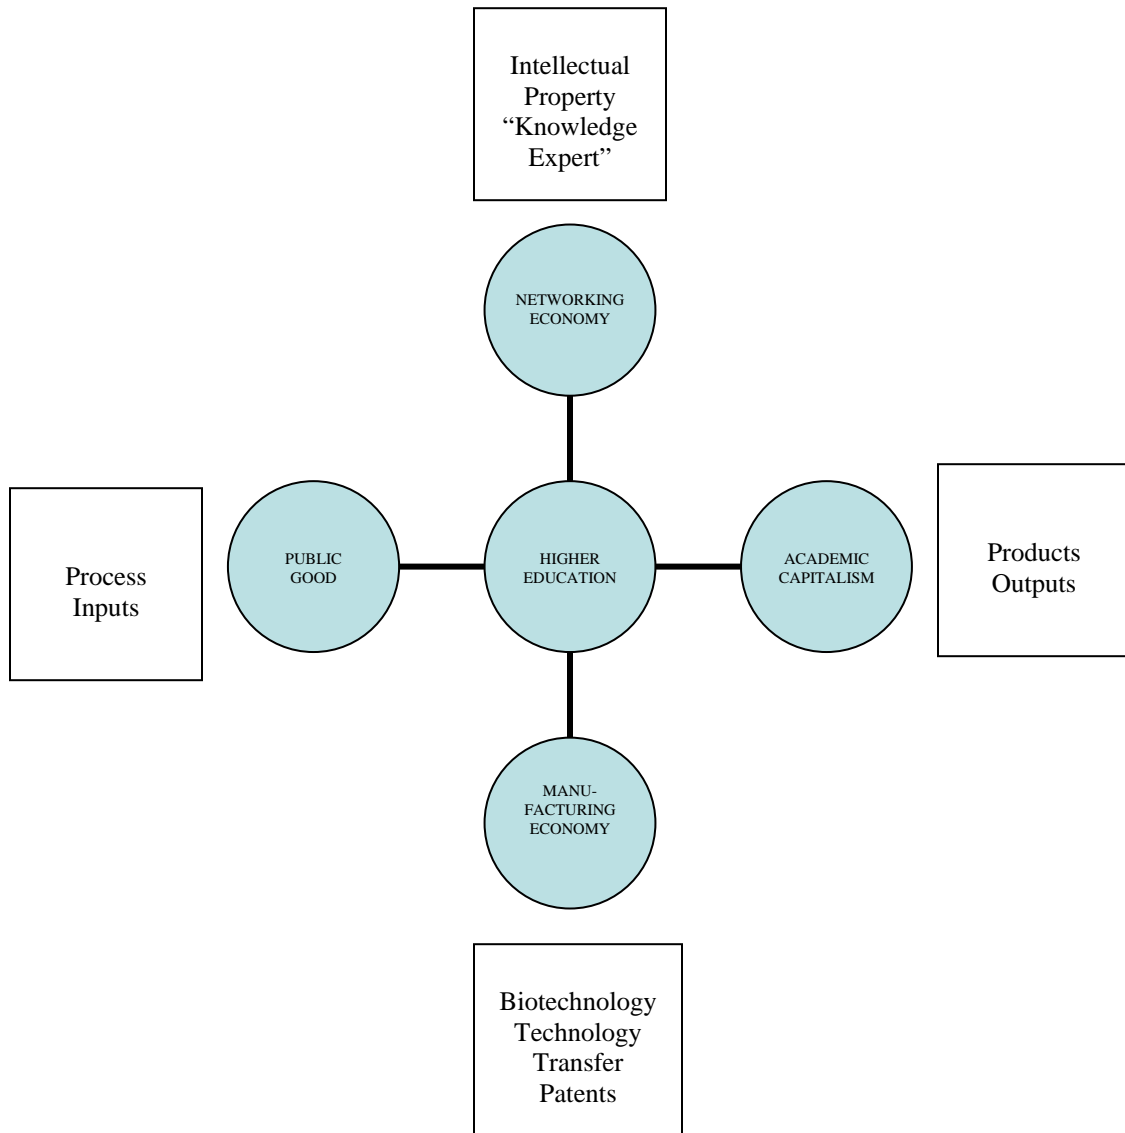 Intellectual
Property
“Knowledge
Expert”
NETWORKING
ECONOMY
Process
Inputs
PUBLIC
GOOD
HIGHER
EDUCATION
ACADEMIC
CAPITALISM
Products
Outputs
MANU-
FACTURING
ECONOMY
Biotechnology
Technology
Transfer
Patents